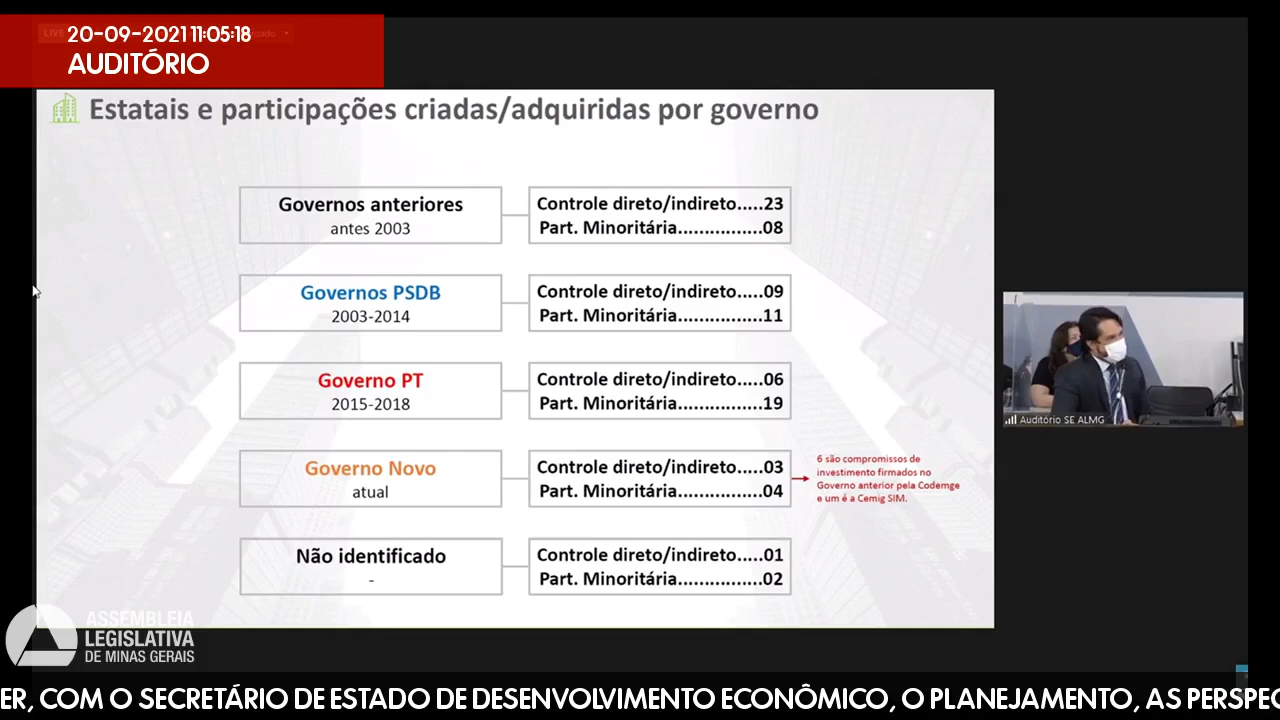 LIVE
20-09-2021 11:05:18
AUDITÓRIO
Estatais e participações criadas/adquiridas por governo
Governos anteriores
antes 2003
Controle direto/indireto.....23
Part. Minoritária................08
Governos PSDB
2003-2014
Controle direto/indireto.....09
Part. Minoritária................11
Governo PT
2015-2018
Controle direto/indireto.....06
Part. Minoritária................19
Governo Novo
atual
Controle direto/indireto.....03
Part. Minoritária................04
6 são compromissos de
investimento firmados no
Governo anterior pela Codemge
e um é a Cemig SIM.
Não identificado
-
Controle direto/indireto.....01
Part. Minoritária................02
Auditório SE ALMG
ASSEMBLEIA
LEGISLATIVA
DE MINAS GERAIS
ER, COM O SECRETÁRIO DE ESTADO DE DESENVOLVIMENTO ECONÔMICO, O PLANEJAMENTO, AS PERSPEC